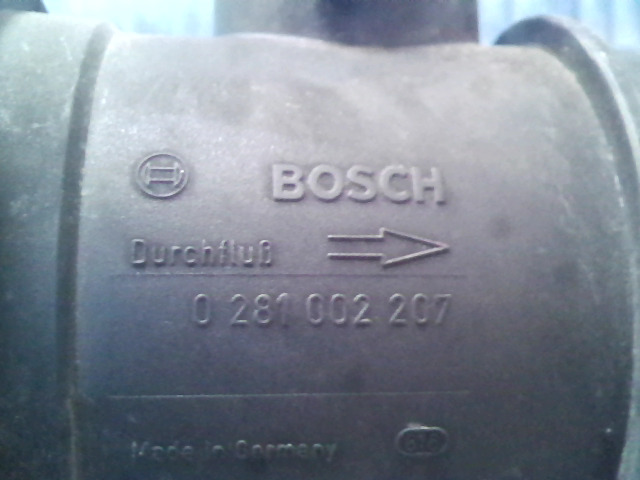 BOSCH
Durchfluß
0 281 002 207
Made in Germany